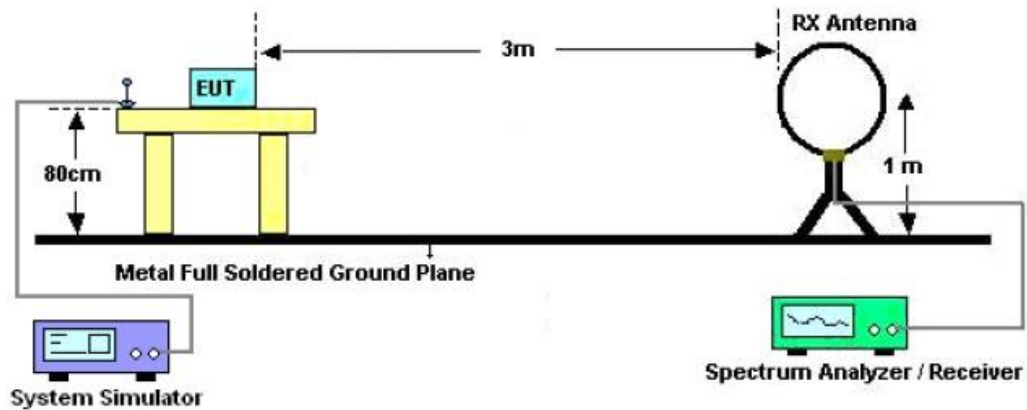 RX Antenna
3m
EUT
80cm
1 m
Metal Full Soldered Ground Plane
System Simulator
Spectrum Analyzer / Receiver